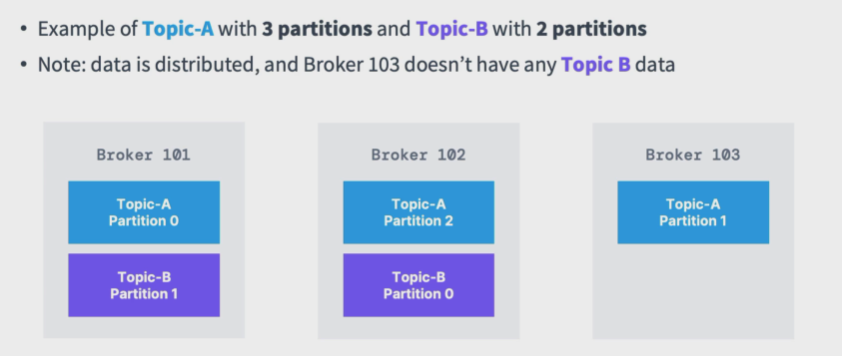 • Example of Topic-A with 3 partitions and Topic-B with 2 partitions
• Note: data is distributed, and Broker 103 doesn’t have any Topic B data
Broker 101
Topic-A
Partition 0
Topic-B
Partition 1
Broker 102
Topic-A
Partition 2
Topic-B
Partition 0
Broker 103
Topic-A
Partition 1